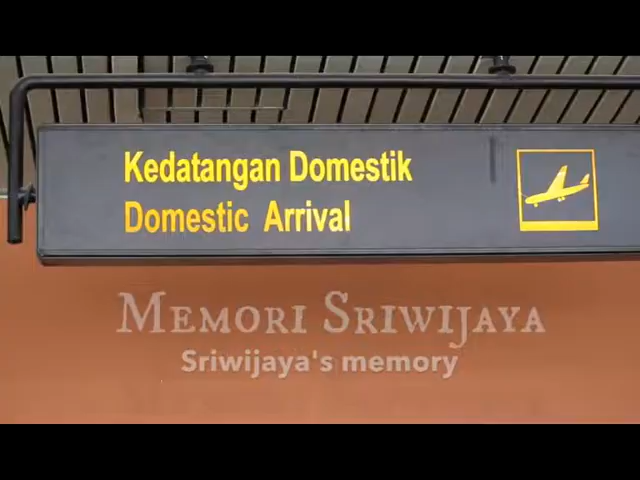 Kedatangan Domestik
Domestic Arrival
MEMORI SRIWIJAYA
Sriwijaya's memory